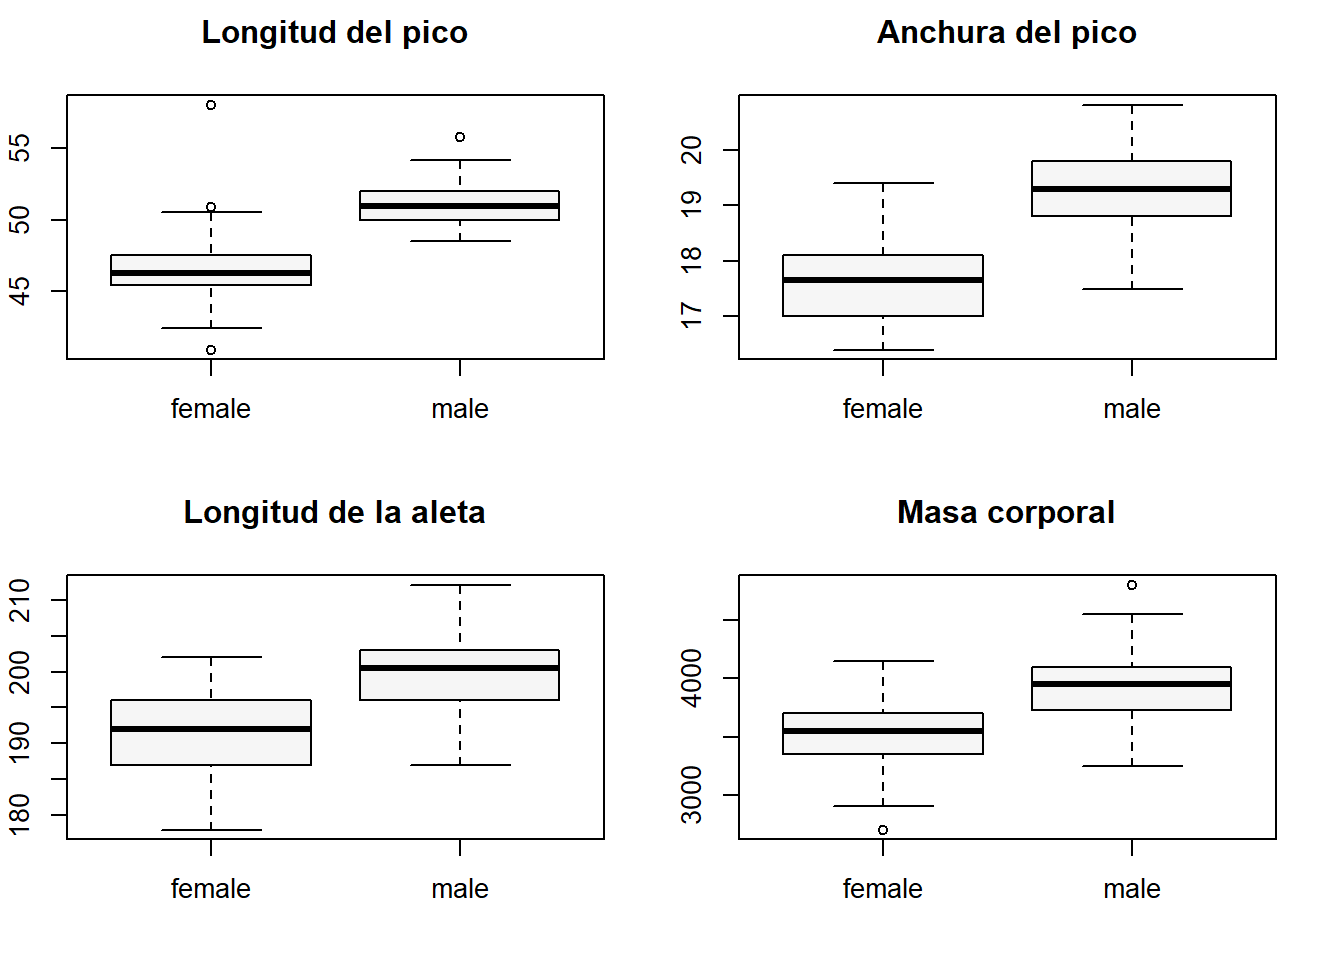 Longitud del pico
55
50
45
female
male
Anchura del pico
20
19
18
17
female
male
Longitud de la aleta
210
200
190
180
female
male
Masa corporal
4000
3000
female
male